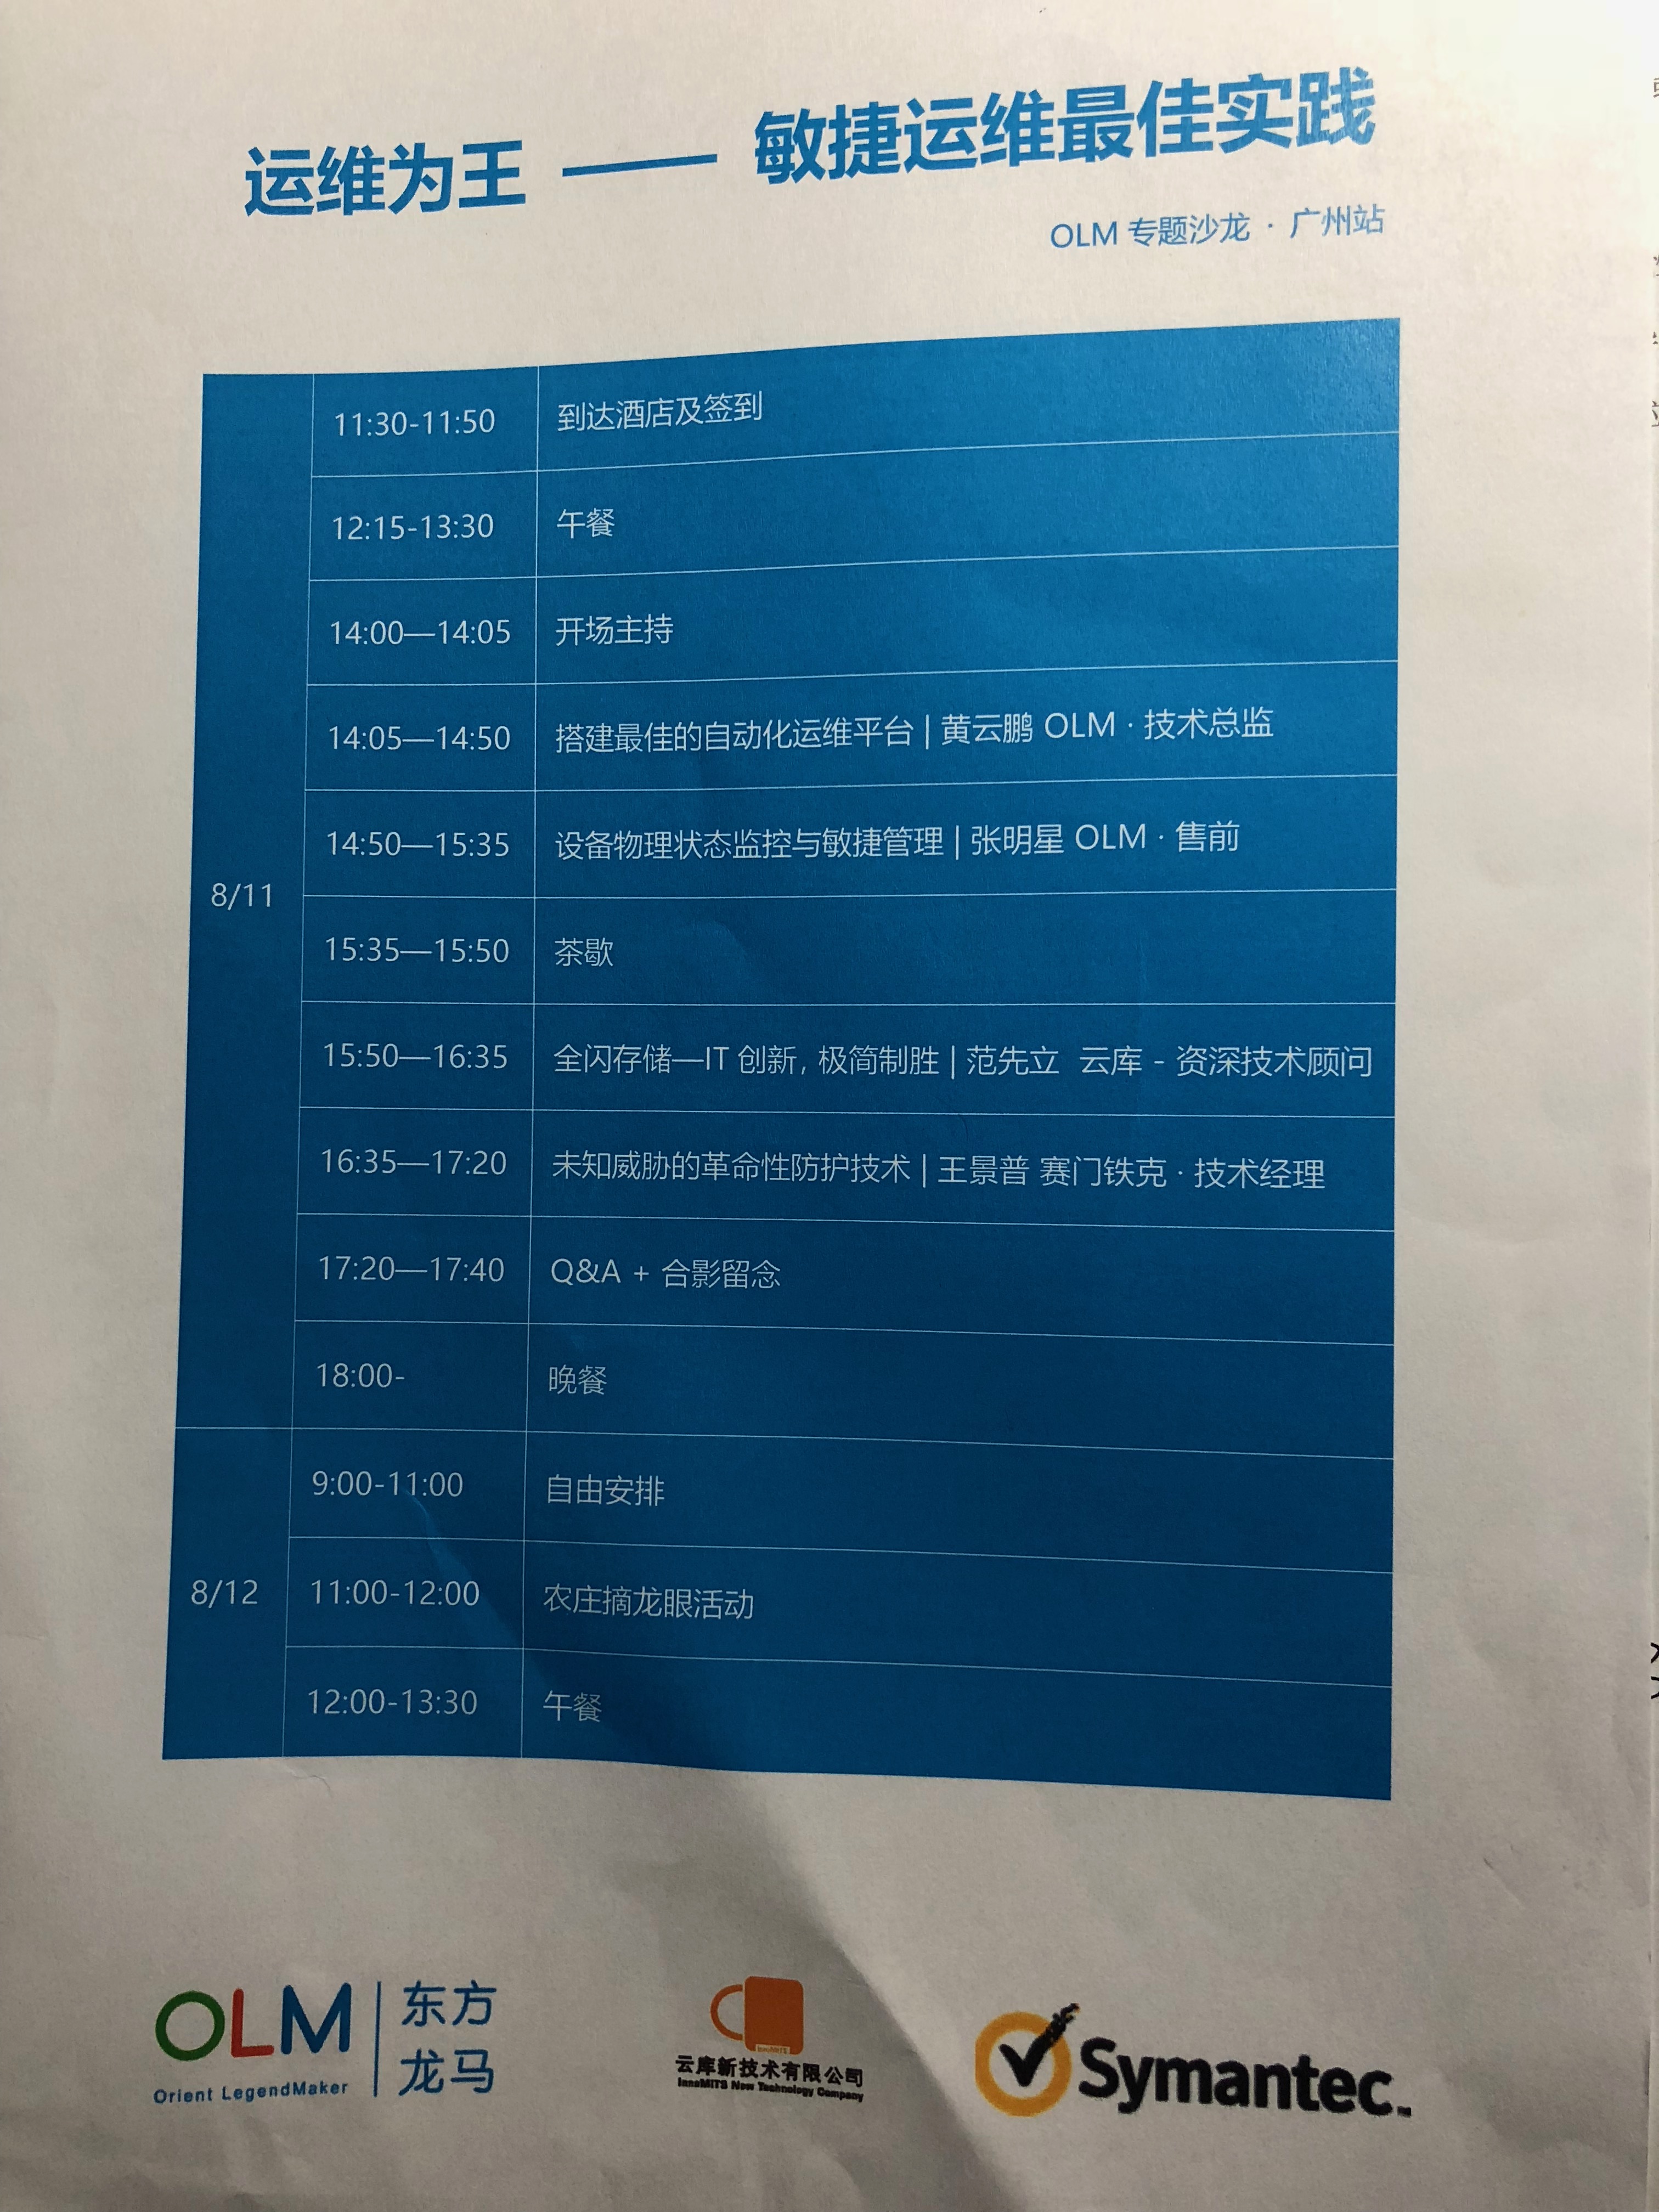 运维为王 —— 敏捷运维最佳实践
OLM 专题沙龙 · 广州站
8/11
11:30-11:50 到达酒店及签到
12:15-13:30 午餐
14:00—14:05 开场主持
14:05—14:50 搭建最佳的自动化运维平台 | 黄云鹏 OLM · 技术总监
14:50—15:35 设备物理状态监控与敏捷管理 | 张明星 OLM · 售前
15:35—15:50 茶歇
15:50—16:35 全闪存储—IT 创新, 极简制胜 | 范先立 云库 - 资深技术顾问
16:35—17:20 未知威胁的革命性防护技术 | 王景普 赛门铁克 · 技术经理
17:20—17:40 Q&A + 合影留念
18:00- 晚餐
8/12
9:00-11:00 自由安排
11:00-12:00 农庄摘龙眼活动
12:00-13:30 午餐
OLM 东方
龙马
Orient LegendMaker
InnoMITS
云库新技术有限公司
InnoMITS New Technology Company
Symantec.